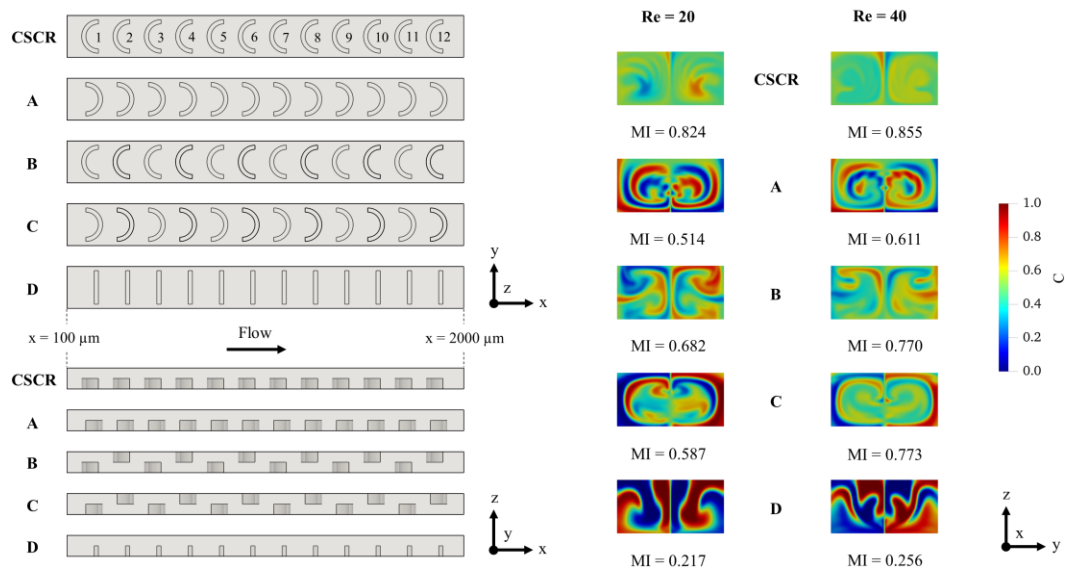 CSCR 1 2 3 4 5 6 7 8 9 10 11 12
A
B
C
D
y
z x
x = 100 µm Flow x = 2000 µm
CSCR
A
B
C
D
z
y x
Re = 20 Re = 40
CSCR
MI = 0.824 MI = 0.855
A
MI = 0.514 MI = 0.611
B
MI = 0.682 MI = 0.770
C
MI = 0.587 MI = 0.773
D
MI = 0.217 MI = 0.256
1.0
0.8
0.6
0.4
0.2
0.0
C
z
x y